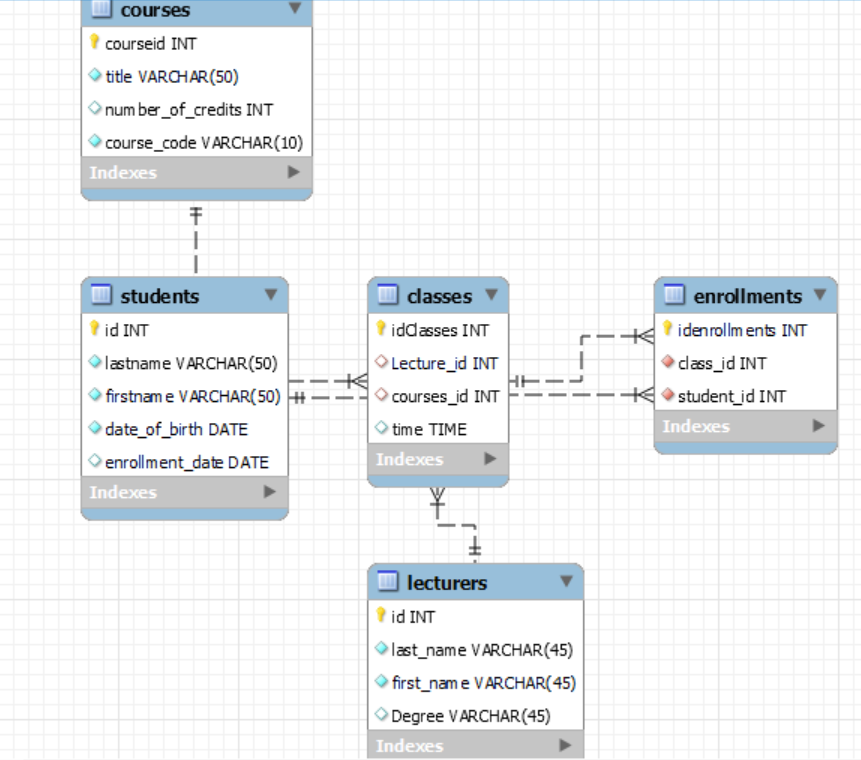 courses
courseid INT
title VARCHAR(50)
number_of_credits INT
course_code VARCHAR(10)
Indexes
students
id INT
lastname VARCHAR(50)
firstname VARCHAR(50)
date_of_birth DATE
enrollment_date DATE
Indexes
classes
idClasses INT
Lecture_id INT
courses_id INT
time TIME
Indexes
enrollments
idenrollments INT
class_id INT
student_id INT
Indexes
lecturers
id INT
last_name VARCHAR(45)
first_name VARCHAR(45)
Degree VARCHAR(45)
Indexes